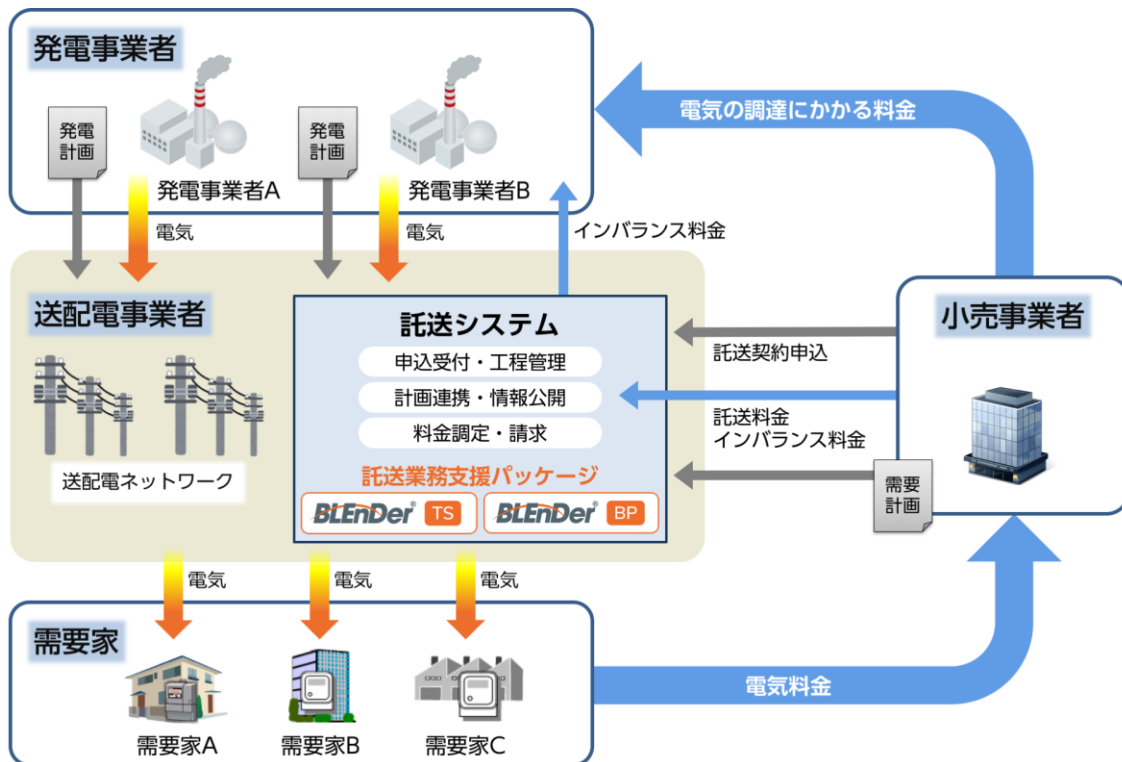 発電事業者
発電
計画
発電事業者A
発電
計画
発電事業者B
電気の調達にかかる料金
電気
電気
インバランス料金
送配電事業者
送配電ネットワーク
託送システム
申込受付・工程管理
計画連携・情報公開
料金調定・請求
託送業務支援パッケージ
BLEnDer® TS
BLEnDer® BP
小売事業者
託送契約申込
託送料金
インバランス料金
需要
計画
電気
電気
電気
需要家
需要家A
需要家B
需要家C
電気料金